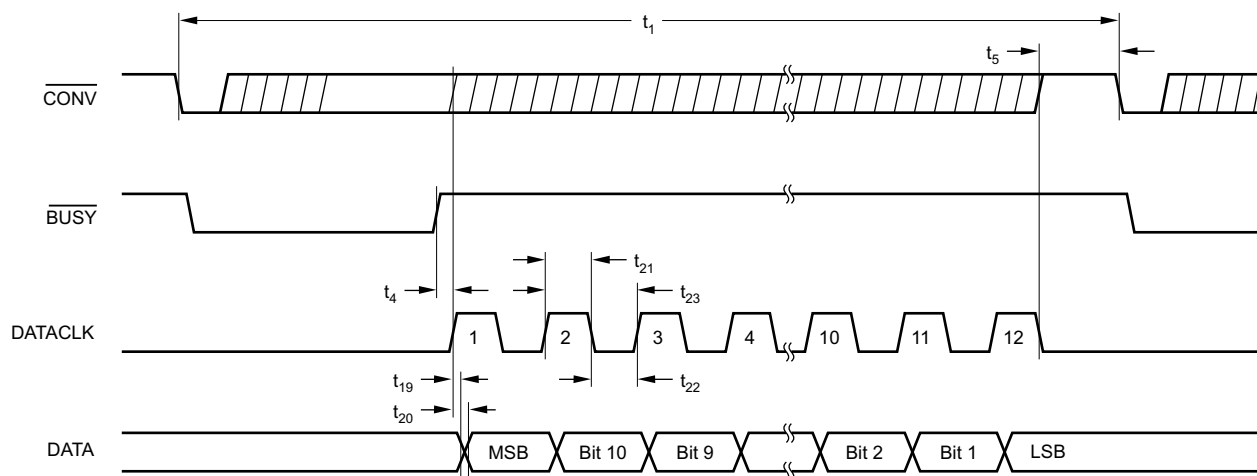 t1
t5
CONV
BUSY
t21
t4
t23
DATACLK
1 2 3 4 10 11 12
t19
t22
t20
DATA
MSB Bit 10 Bit 9 Bit 2 Bit 1 LSB